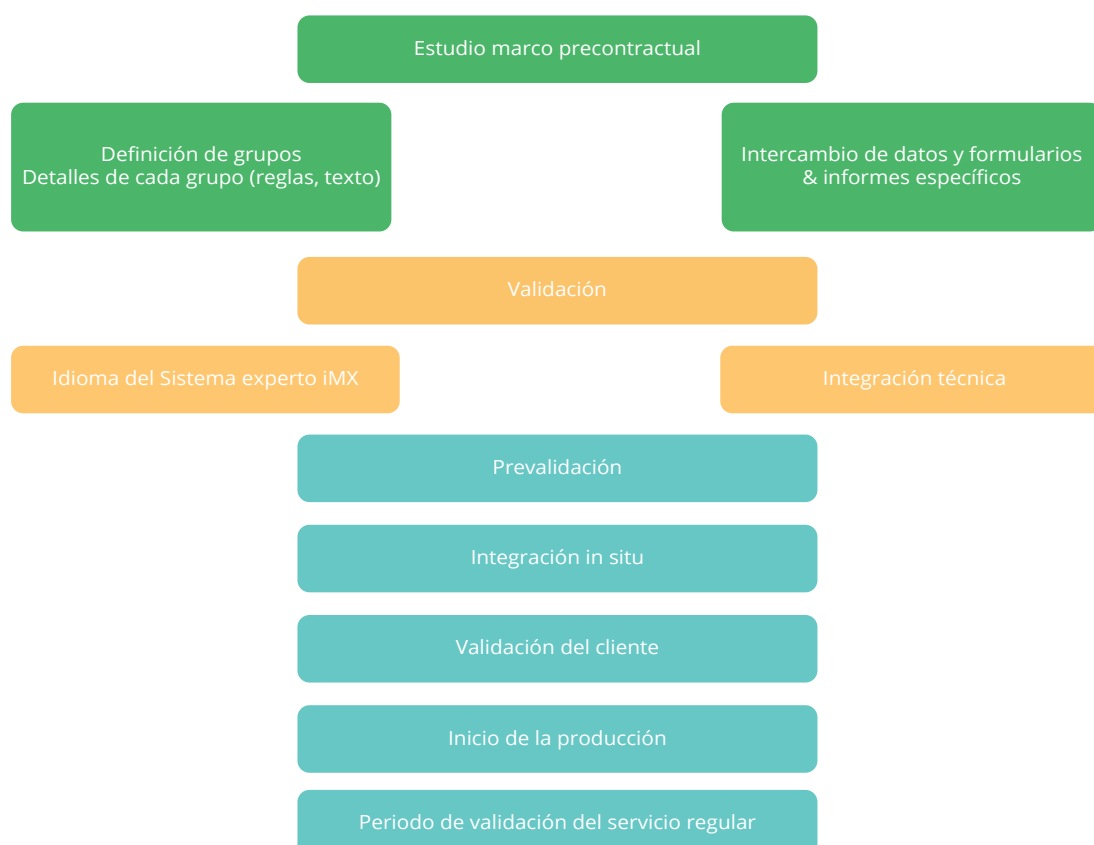 Estudio marco precontractual
Definición de grupos
Detalles de cada grupo (reglas, texto)
Intercambio de datos y formularios
& informes específicos
Validación
Idioma del Sistema experto iMX
Integración técnica
Prevalidación
Integración in situ
Validación del cliente
Inicio de la producción
Periodo de validación del servicio regular